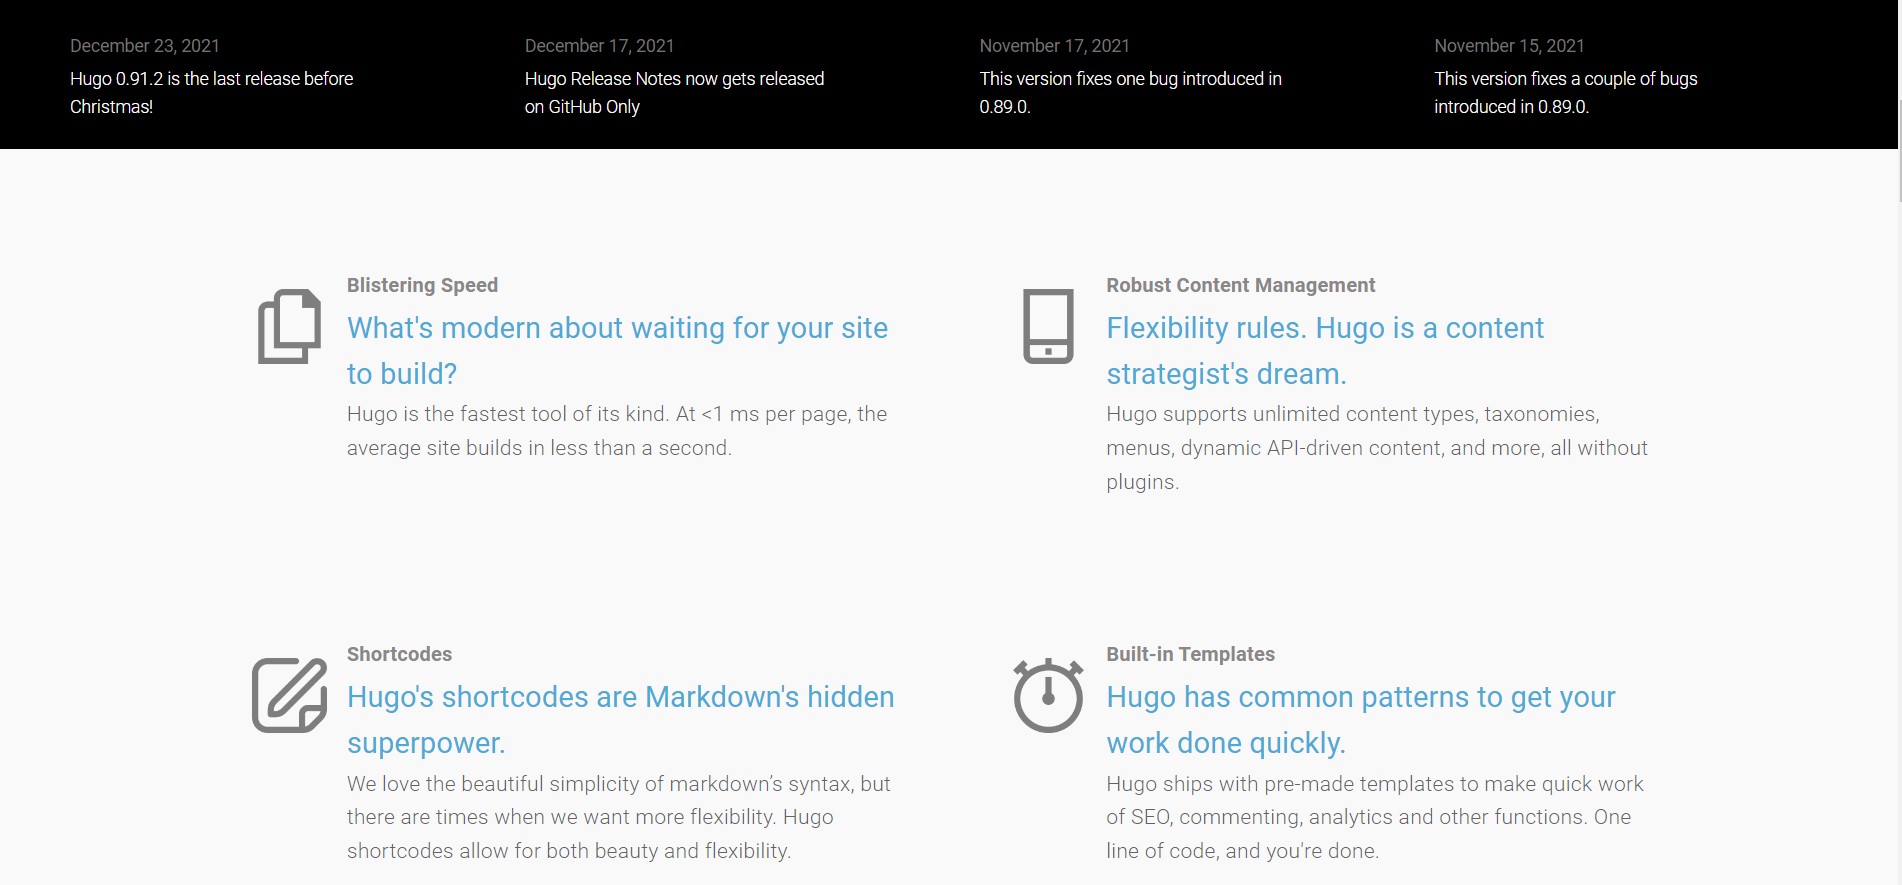 December 23, 2021
Hugo 0.91.2 is the last release before
Christmas!
December 17, 2021
Hugo Release Notes now gets released
on GitHub Only
November 17, 2021
This version fixes one bug introduced in
0.89.0.
November 15, 2021
This version fixes a couple of bugs
introduced in 0.89.0.
Blistering Speed
What's modern about waiting for your site
to build?
Hugo is the fastest tool of its kind. At <1 ms per page, the
average site builds in less than a second.
Robust Content Management
Flexibility rules. Hugo is a content
strategist's dream.
Hugo supports unlimited content types, taxonomies,
menus, dynamic API-driven content, and more, all without
plugins.
Shortcodes
Hugo's shortcodes are Markdown's hidden
superpower.
We love the beautiful simplicity of markdown’s syntax, but
there are times when we want more flexibility. Hugo
shortcodes allow for both beauty and flexibility.
Built-in Templates
Hugo has common patterns to get your
work done quickly.
Hugo ships with pre-made templates to make quick work
of SEO, commenting, analytics and other functions. One
line of code, and you're done.